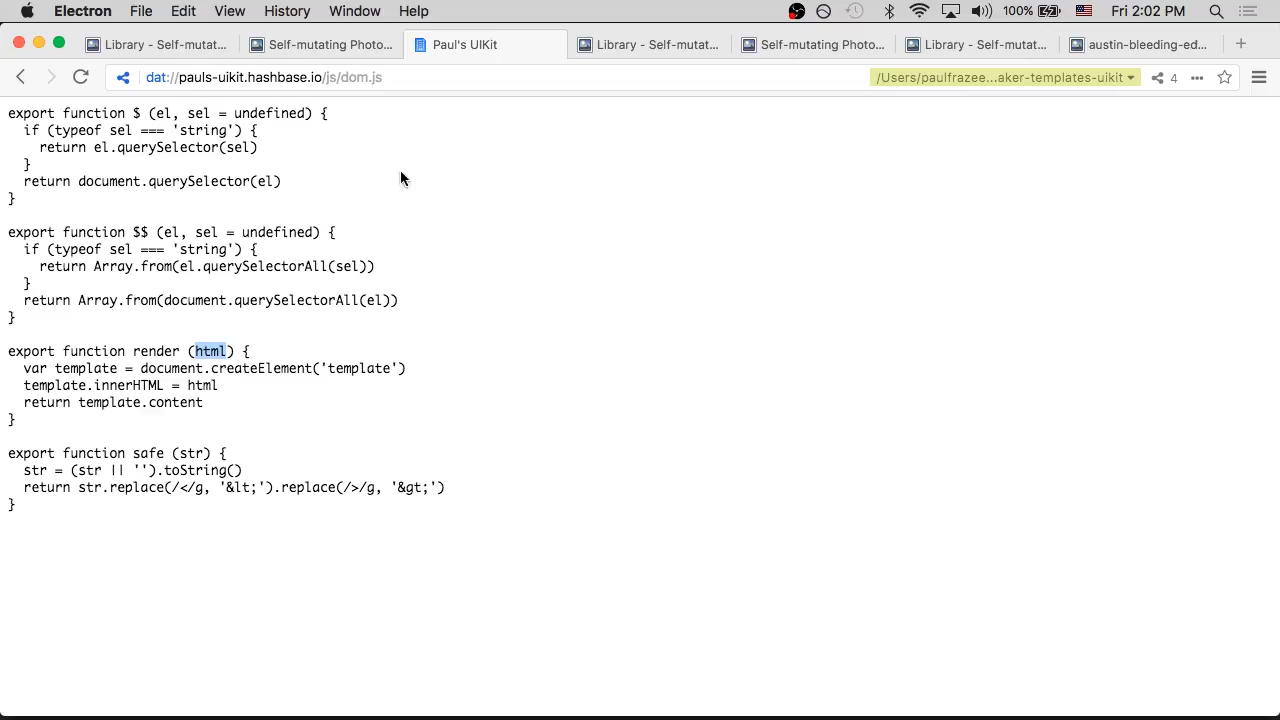 Electron File Edit View History Window Help 100% Fri 2:02 PM
Library - Self-mutat... Self-mutating Photo... Paul's UIKit Library - Self-mutat... Self-mutating Photo... Library - Self-mutat... austin-bleeding-ed...
dat://pauls-uikit.hashbase.io/js/dom.js /Users/paulfrazee...aker-templates-uikit 4
export function $ (el, sel = undefined) {
  if (typeof sel === 'string') {
    return el.querySelector(sel)
  }
  return document.querySelector(el)
}
export function $$ (el, sel = undefined) {
  if (typeof sel === 'string') {
    return Array.from(el.querySelectorAll(sel))
  }
  return Array.from(document.querySelectorAll(el))
}
export function render (html) {
  var template = document.createElement('template')
  template.innerHTML = html
  return template.content
}
export function safe (str) {
  str = (str || '').toString()
  return str.replace(/</g, '&lt;').replace(/>/g, '&gt;')
}